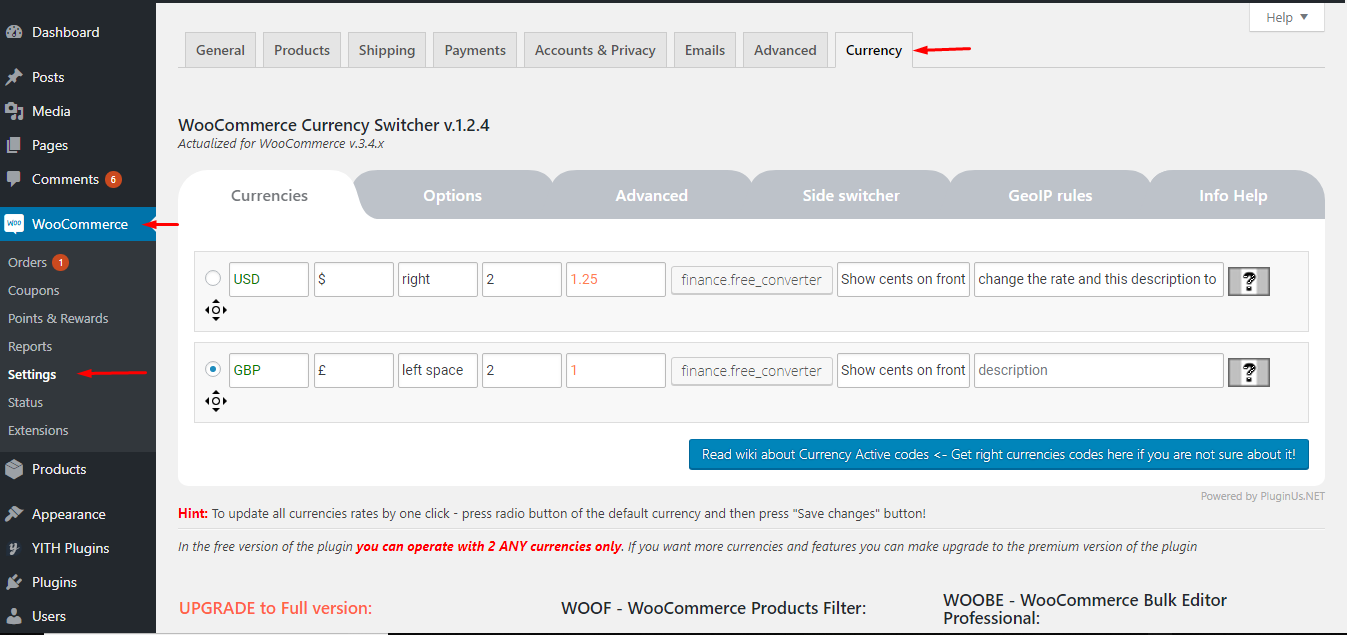 Help ▼
Dashboard
Posts
Media
Pages
Comments 6
WOO WooCommerce
Orders 1
Coupons
Points & Rewards
Reports
Settings
Status
Extensions
Products
Appearance
YITH Plugins
Plugins
Users
General Products Shipping Payments Accounts & Privacy Emails Advanced Currency
WooCommerce Currency Switcher v.1.2.4
Actualized for WooCommerce v.3.4.x
Currencies Options Advanced Side switcher GeoIP rules Info Help
USD $ right 2 1.25 finance.free_converter Show cents on front change the rate and this description to ?
GBP £ left space 2 1 finance.free_converter Show cents on front description ?
Read wiki about Currency Active codes <- Get right currencies codes here if you are not sure about it!
Powered by PluginUs.NET
Hint: To update all currencies rates by one click - press radio button of the default currency and then press "Save changes" button!
In the free version of the plugin you can operate with 2 ANY currencies only. If you want more currencies and features you can make upgrade to the premium version of the plugin
UPGRADE to Full version:
WOOF - WooCommerce Products Filter:
WOOBE - WooCommerce Bulk Editor
Professional: